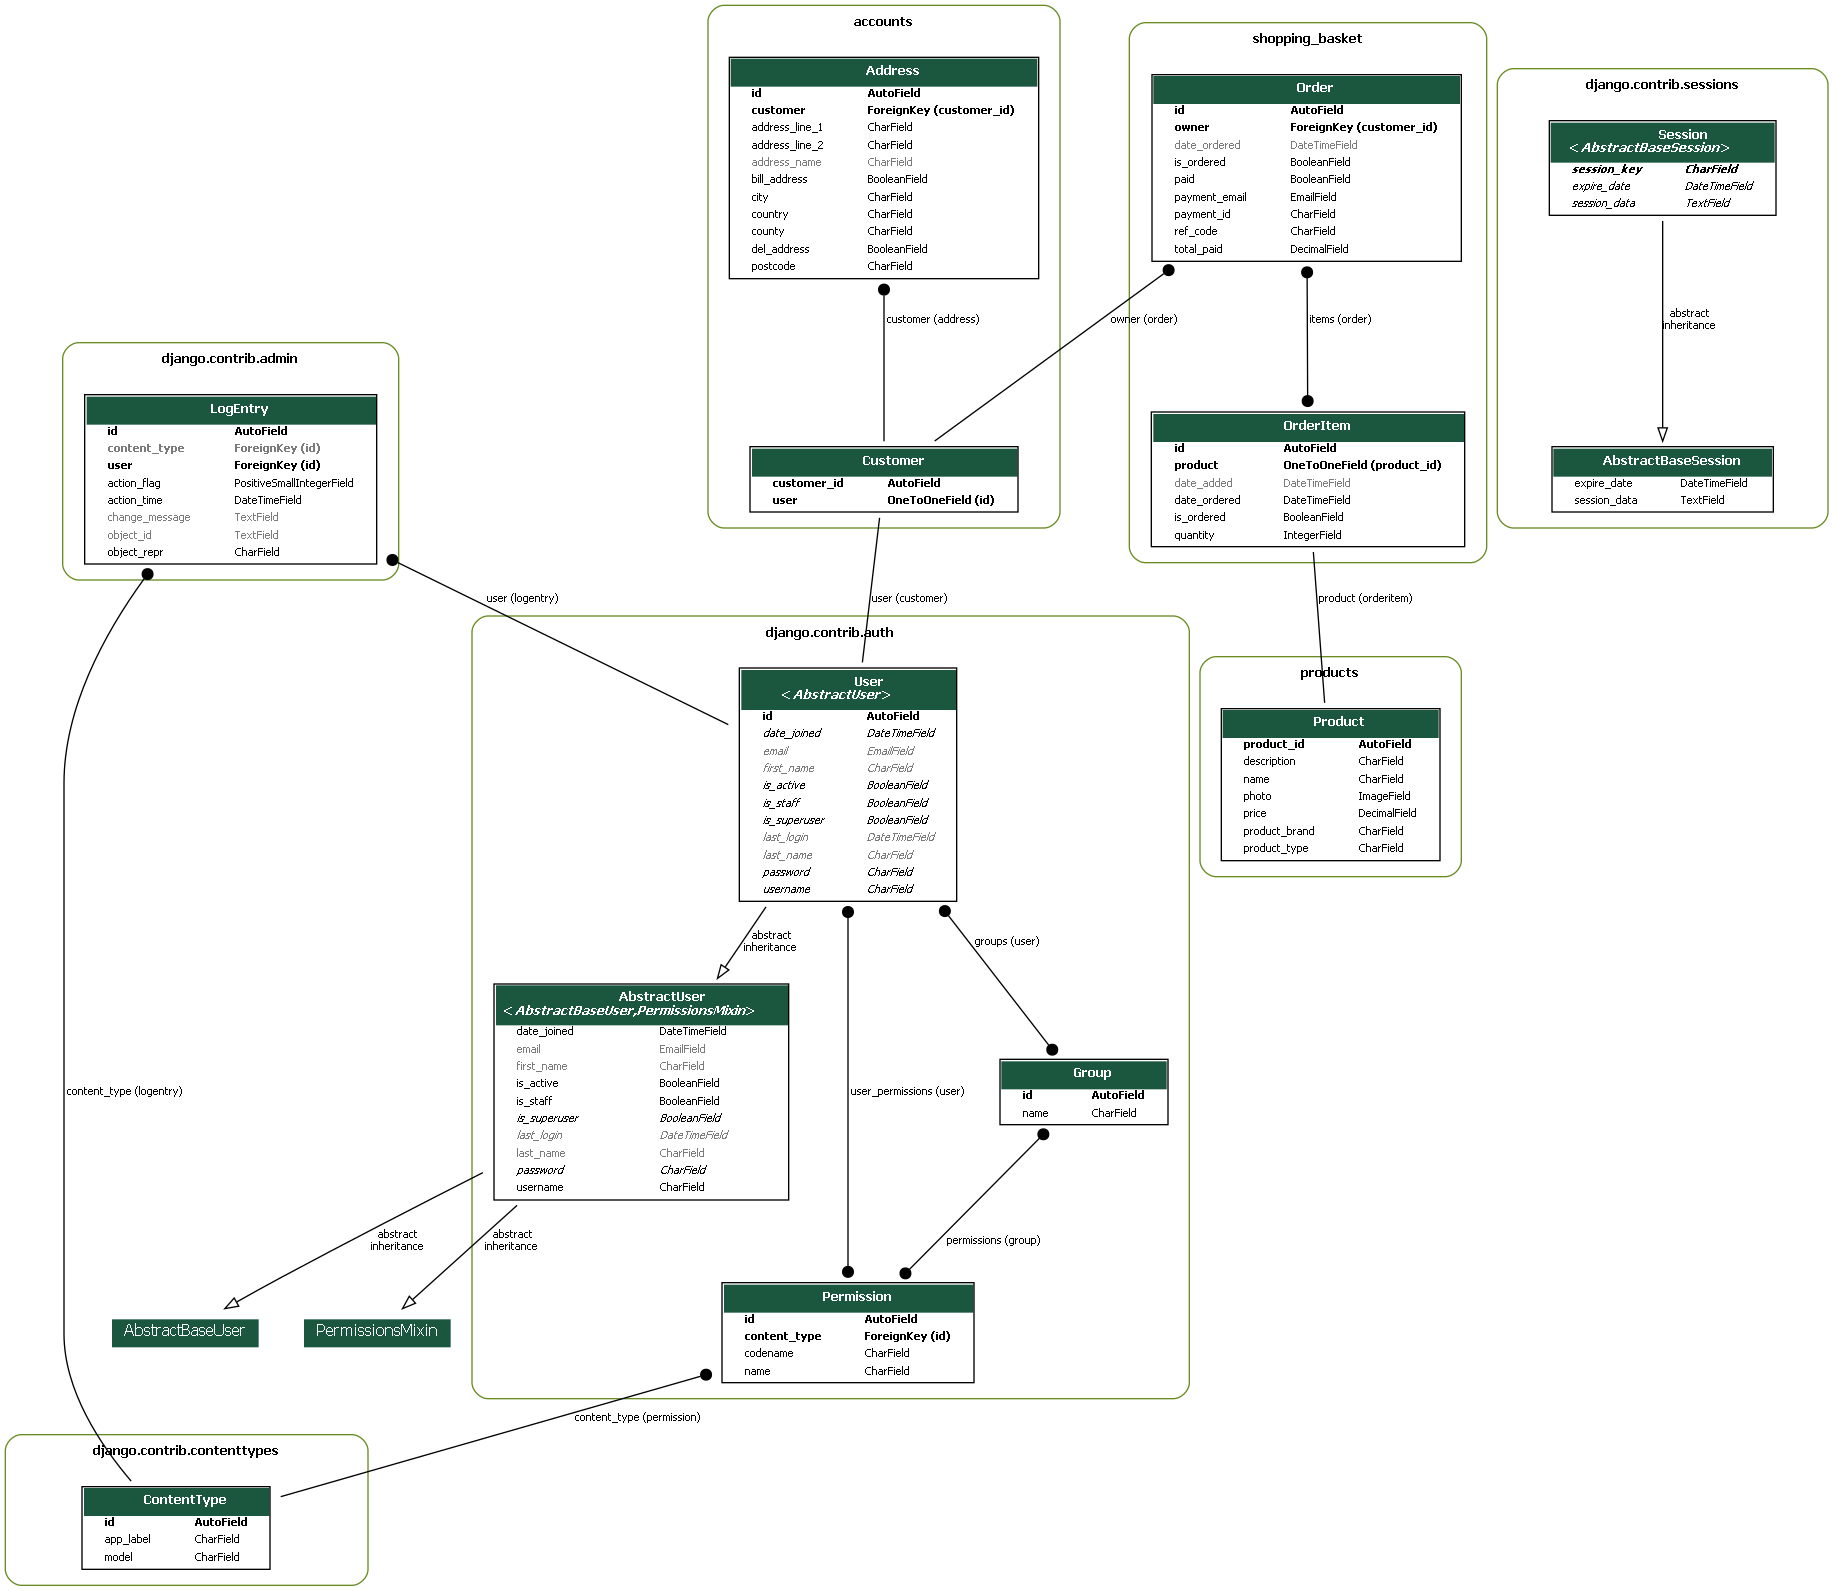 accounts
Address
id AutoField
customer ForeignKey (customer_id)
address_line_1 CharField
address_line_2 CharField
address_name CharField
bill_address BooleanField
city CharField
country CharField
county CharField
del_address BooleanField
postcode CharField
customer (address)
Customer
customer_id AutoField
user OneToOneField (id)
shopping_basket
Order
id AutoField
owner ForeignKey (customer_id)
date_ordered DateTimeField
is_ordered BooleanField
paid BooleanField
payment_email EmailField
payment_id CharField
ref_code CharField
total_paid DecimalField
owner (order)
items (order)
OrderItem
id AutoField
product OneToOneField (product_id)
date_added DateTimeField
date_ordered DateTimeField
is_ordered BooleanField
quantity IntegerField
django.contrib.sessions
Session
<AbstractBaseSession>
session_key CharField
expire_date DateTimeField
session_data TextField
abstract
inheritance
AbstractBaseSession
expire_date DateTimeField
session_data TextField
django.contrib.admin
LogEntry
id AutoField
content_type ForeignKey (id)
user ForeignKey (id)
action_flag PositiveSmallIntegerField
action_time DateTimeField
change_message TextField
object_id TextField
object_repr CharField
user (logentry)
user (customer)
product (orderitem)
django.contrib.auth
User
<AbstractUser>
id AutoField
date_joined DateTimeField
email EmailField
first_name CharField
is_active BooleanField
is_staff BooleanField
is_superuser BooleanField
last_login DateTimeField
last_name CharField
password CharField
username CharField
products
Product
product_id AutoField
description CharField
name CharField
photo ImageField
price DecimalField
product_brand CharField
product_type CharField
abstract
inheritance
groups (user)
AbstractUser
<AbstractBaseUser,PermissionsMixin>
date_joined DateTimeField
email EmailField
first_name CharField
is_active BooleanField
is_staff BooleanField
is_superuser BooleanField
last_login DateTimeField
last_name CharField
password CharField
username CharField
content_type (logentry)
user_permissions (user)
Group
id AutoField
name CharField
abstract
inheritance
abstract
inheritance
permissions (group)
AbstractBaseUser
PermissionsMixin
Permission
id AutoField
content_type ForeignKey (id)
codename CharField
name CharField
content_type (permission)
django.contrib.contenttypes
ContentType
id AutoField
app_label CharField
model CharField